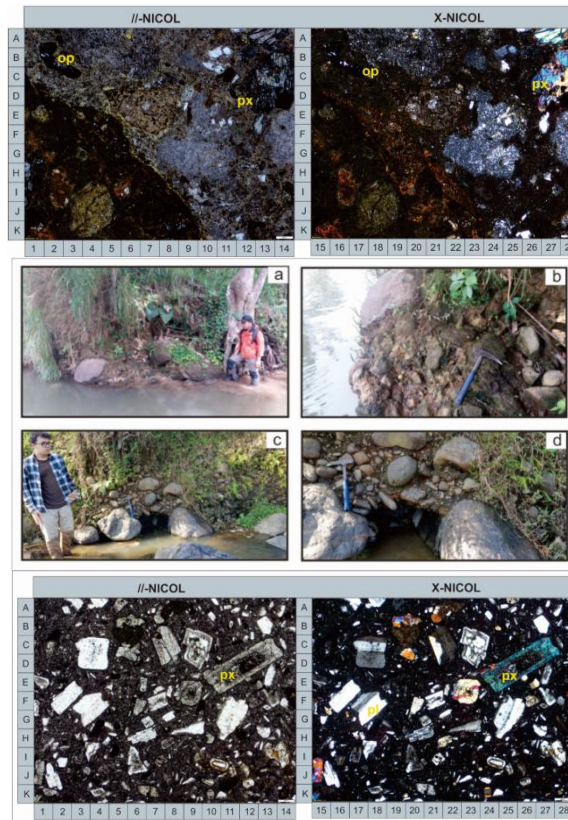 //-NICOL X-NICOL
A A
B B
C C
D D
E E
F F
G G
H H
I I
J J
K K
op px op px
1 2 3 4 5 6 7 8 9 10 11 12 13 14 15 16 17 18 19 20 21 22 23 24 25 26 27
a b
c d
//-NICOL X-NICOL
A A
B B
C C
D D
E E
F F
G G
H H
I I
J J
K K
px px
pl
1 2 3 4 5 6 7 8 9 10 11 12 13 14 15 16 17 18 19 20 21 22 23 24 25 26 27 28